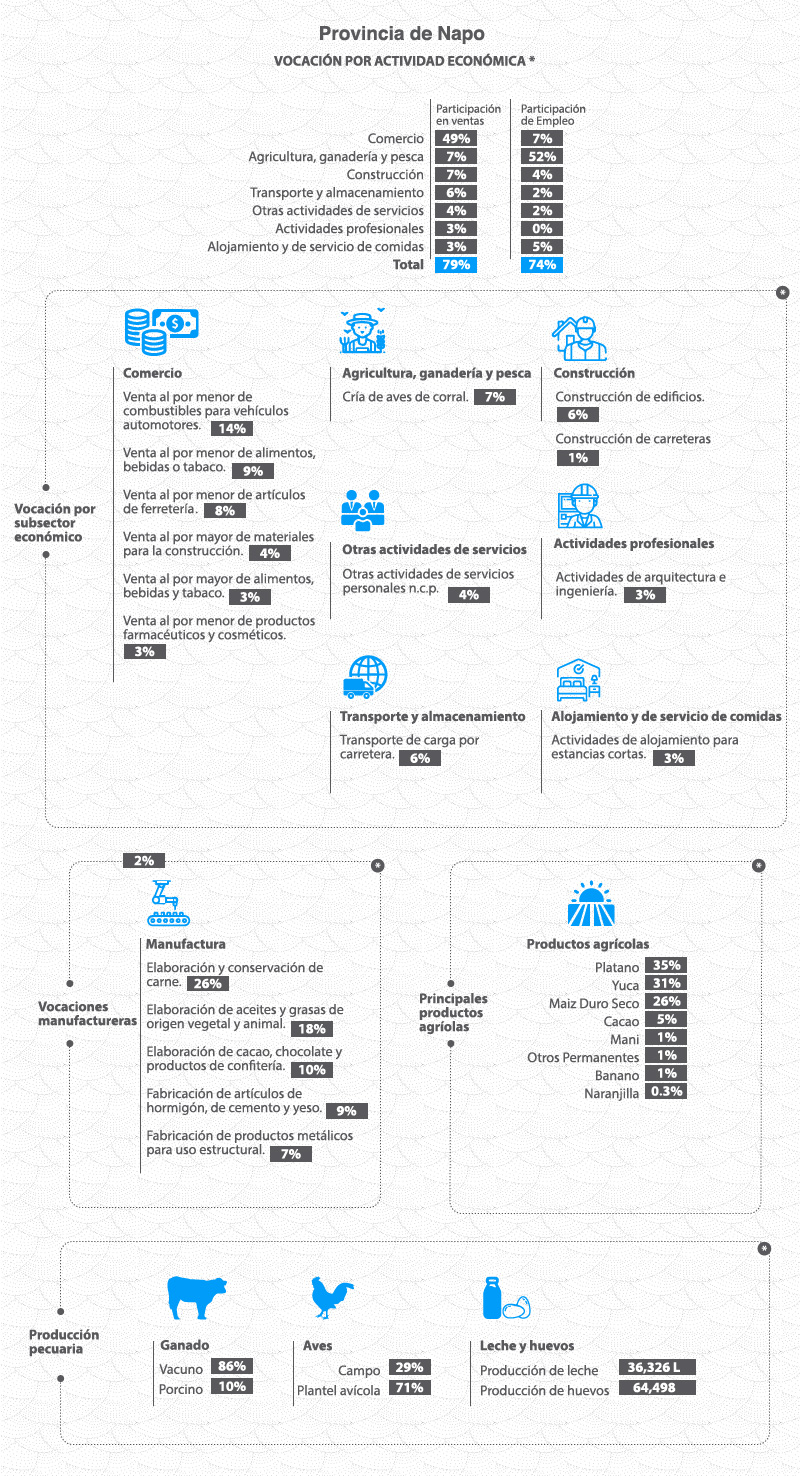 Provincia de Napo
VOCACIÓN POR ACTIVIDAD ECONÓMICA *
Participación
en ventas
Participación
de Empleo
Comercio 49% 7%
Agricultura, ganadería y pesca 7% 52%
Construcción 7% 4%
Transporte y almacenamiento 6% 2%
Otras actividades de servicios 4% 2%
Actividades profesionales 3% 0%
Alojamiento y de servicio de comidas 3% 5%
Total 79% 74%
*
Vocación por
subsector
económico
Comercio
Venta al por menor de
combustibles para vehículos
automotores. 14%
Venta al por menor de alimentos,
bebidas o tabaco. 9%
Venta al por menor de artículos
de ferretería. 8%
Venta al por mayor de materiales
para la construcción. 4%
Venta al por mayor de alimentos,
bebidas y tabaco. 3%
Venta al por menor de productos
farmacéuticos y cosméticos.
3%
Agricultura, ganadería y pesca
Cría de aves de corral. 7%
Construcción
Construcción de edificios.
6%
Construcción de carreteras
1%
Otras actividades de servicios
Otras actividades de servicios
personales n.c.p. 4%
Actividades profesionales
Actividades de arquitectura e
ingeniería. 3%
Transporte y almacenamiento
Transporte de carga por
carretera. 6%
Alojamiento y de servicio de comidas
Actividades de alojamiento para
estancias cortas. 3%
2%
*
Vocaciones
manufactureras
Manufactura
Elaboración y conservación de
carne. 26%
Elaboración de aceites y grasas de
origen vegetal y animal. 18%
Elaboración de cacao, chocolate y
productos de confitería. 10%
Fabricación de artículos de
hormigón, de cemento y yeso. 9%
Fabricación de productos metálicos
para uso estructural. 7%
*
Principales
productos
agríolas
Productos agrícolas
Platano 35%
Yuca 31%
Maiz Duro Seco 26%
Cacao 5%
Mani 1%
Otros Permanentes 1%
Banano 1%
Naranjilla 0.3%
*
Producción
pecuaria
Ganado
Vacuno 86%
Porcino 10%
Aves
Campo 29%
Plantel avícola 71%
Leche y huevos
Producción de leche 36,326 L
Producción de huevos 64,498